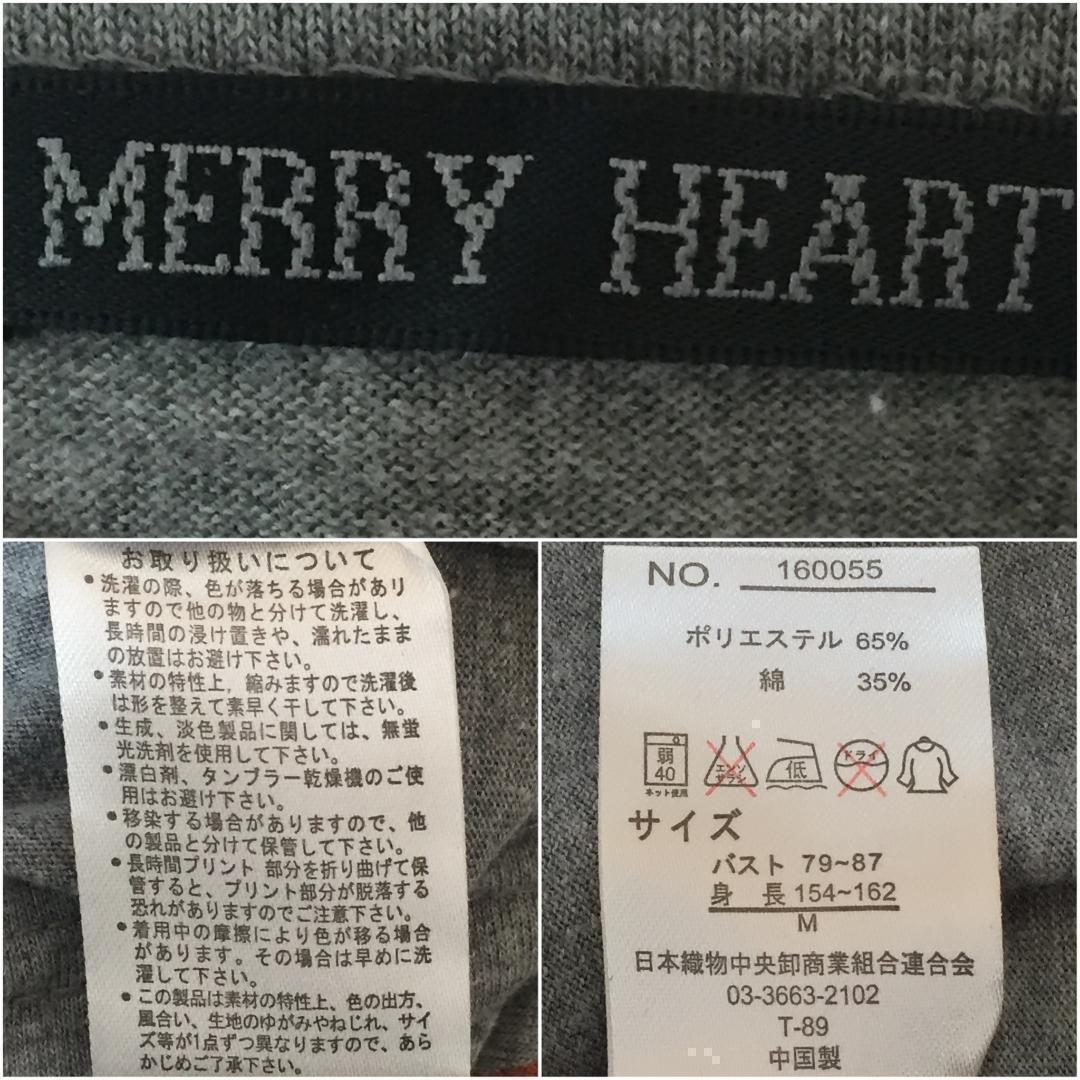 MERRY HEART
お取り扱いについて
•洗濯の際、色が落ちる場合があり
ますので他の物と分けて洗濯し、
長時間の浸け置きや、濡れたまま
の放置はお避け下さい。
•素材の特性上，縮みますので洗濯後
は形を整えて素早く干して下さい。
•生成、淡色製品に関しては、無蛍
光洗剤を使用して下さい。
•漂白剤、タンブラー乾燥機のご使
用はお避け下さい。
•移染する場合がありますので、他
の製品と分けて保管して下さい。
•長時間プリント 部分を折り曲げて保
管すると、プリント部分が脱落する
恐れがありますのでご注意下さい。
•着用中の摩擦により色が移る場合
があります。その場合は早めに洗
濯して下さい。
•この製品は素材の特性上、色の出方、
風合い、生地のゆがみやねじれ、サイ
ズ等が1点ずつ異なりますので、あら
かじめご了承下さい。
NO. 160055
ポリエステル 65%
綿 35%
弱
40
ネット使用
エンソ
サラシ
低
ドライ
サイズ
バスト 79~87
身 長 154~162
M
日本織物中央卸商業組合連合会
03-3663-2102
T-89
中国製